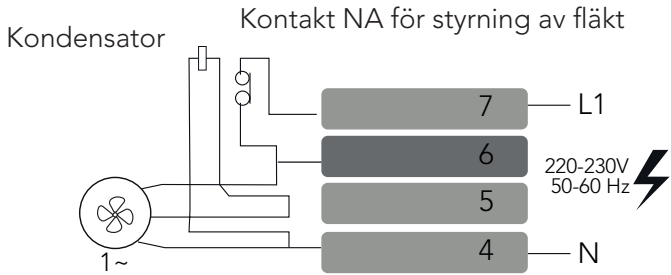 Kontakt NA för styrning av fläkt
Kondensator
7
L1
6
220-230V
50-60 Hz
5
4
N
1~